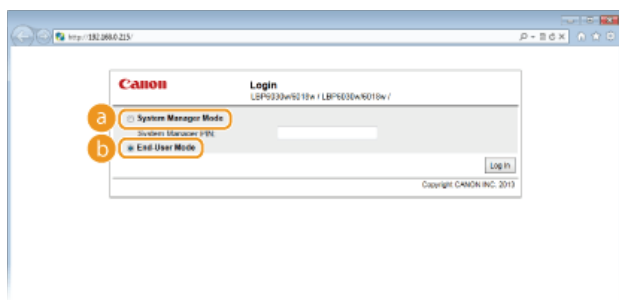 http://192.168.0.215/
Canon
Login
LBP6030w/6018w / LBP6030w/6018w /
a
System Manager Mode
System Manager PIN:
b
End-User Mode
Log In
Copyright CANON INC. 2013